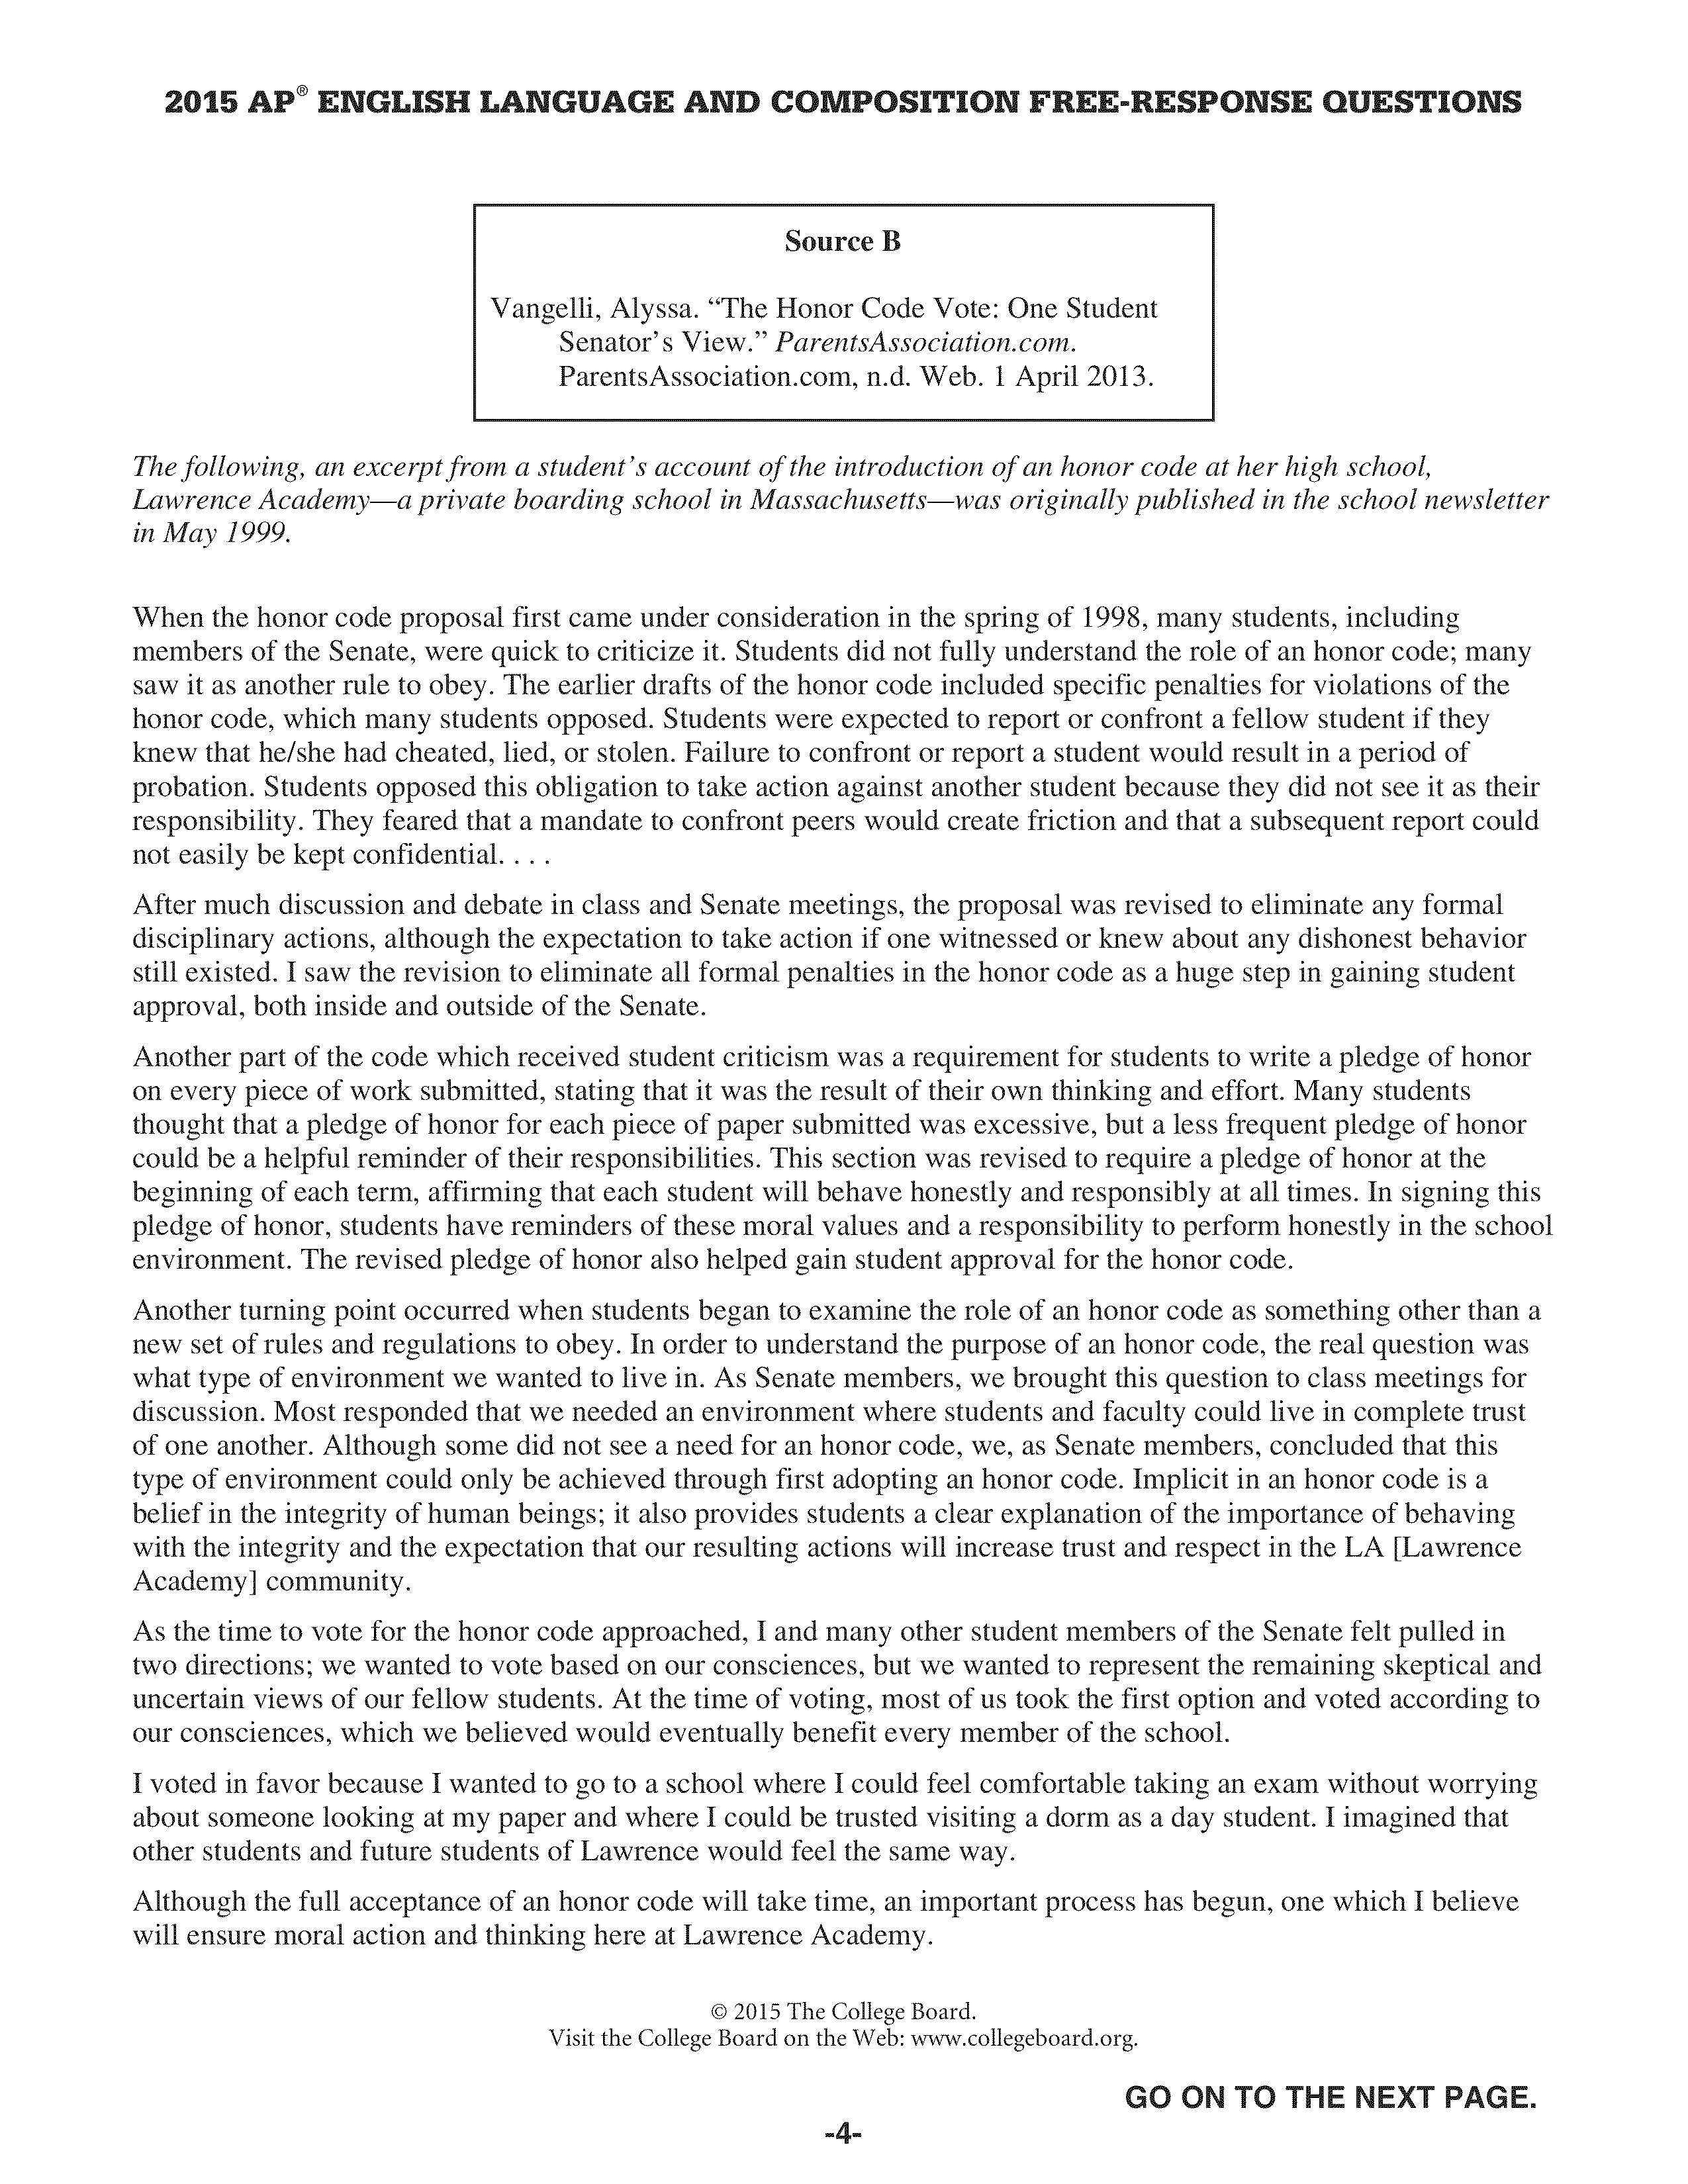 2015 AP® ENGLISH LANGUAGE AND COMPOSITION FREE-RESPONSE QUESTIONS
Source B
Vangelli, Alyssa. “The Honor Code Vote: One Student
Senator’s View.” ParentsAssociation.com.
ParentsAssociation.com, n.d. Web. 1 April 2013.
The following, an excerpt from a student’s account of the introduction of an honor code at her high school,
Lawrence Academy—a private boarding school in Massachusetts—was originally published in the school newsletter
in May 1999.
When the honor code proposal first came under consideration in the spring of 1998, many students, including
members of the Senate, were quick to criticize it. Students did not fully understand the role of an honor code; many
saw it as another rule to obey. The earlier drafts of the honor code included specific penalties for violations of the
honor code, which many students opposed. Students were expected to report or confront a fellow student if they
knew that he/she had cheated, lied, or stolen. Failure to confront or report a student would result in a period of
probation. Students opposed this obligation to take action against another student because they did not see it as their
responsibility. They feared that a mandate to confront peers would create friction and that a subsequent report could
not easily be kept confidential. . . .
After much discussion and debate in class and Senate meetings, the proposal was revised to eliminate any formal
disciplinary actions, although the expectation to take action if one witnessed or knew about any dishonest behavior
still existed. I saw the revision to eliminate all formal penalties in the honor code as a huge step in gaining student
approval, both inside and outside of the Senate.
Another part of the code which received student criticism was a requirement for students to write a pledge of honor
on every piece of work submitted, stating that it was the result of their own thinking and effort. Many students
thought that a pledge of honor for each piece of paper submitted was excessive, but a less frequent pledge of honor
could be a helpful reminder of their responsibilities. This section was revised to require a pledge of honor at the
beginning of each term, affirming that each student will behave honestly and responsibly at all times. In signing this
pledge of honor, students have reminders of these moral values and a responsibility to perform honestly in the school
environment. The revised pledge of honor also helped gain student approval for the honor code.
Another turning point occurred when students began to examine the role of an honor code as something other than a
new set of rules and regulations to obey. In order to understand the purpose of an honor code, the real question was
what type of environment we wanted to live in. As Senate members, we brought this question to class meetings for
discussion. Most responded that we needed an environment where students and faculty could live in complete trust
of one another. Although some did not see a need for an honor code, we, as Senate members, concluded that this
type of environment could only be achieved through first adopting an honor code. Implicit in an honor code is a
belief in the integrity of human beings; it also provides students a clear explanation of the importance of behaving
with the integrity and the expectation that our resulting actions will increase trust and respect in the LA [Lawrence
Academy] community.
As the time to vote for the honor code approached, I and many other student members of the Senate felt pulled in
two directions; we wanted to vote based on our consciences, but we wanted to represent the remaining skeptical and
uncertain views of our fellow students. At the time of voting, most of us took the first option and voted according to
our consciences, which we believed would eventually benefit every member of the school.
I voted in favor because I wanted to go to a school where I could feel comfortable taking an exam without worrying
about someone looking at my paper and where I could be trusted visiting a dorm as a day student. I imagined that
other students and future students of Lawrence would feel the same way.
Although the full acceptance of an honor code will take time, an important process has begun, one which I believe
will ensure moral action and thinking here at Lawrence Academy.
© 2015 The College Board.
Visit the College Board on the Web: www.collegeboard.org.
GO ON TO THE NEXT PAGE.
-4-